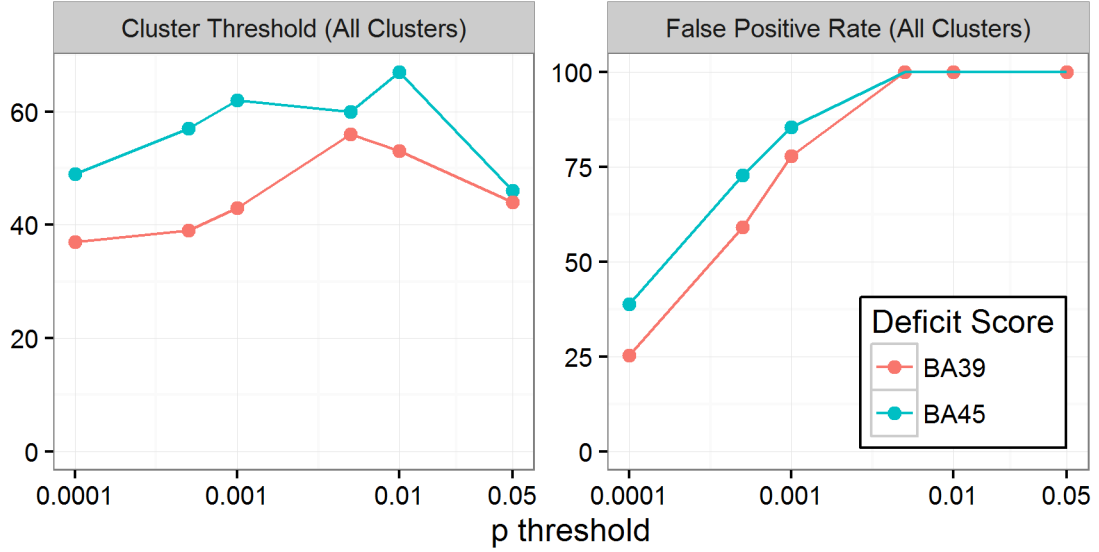 Cluster Threshold (All Clusters)
60
40
20
0
0.0001 0.001 0.01 0.05
False Positive Rate (All Clusters)
100
75
50
25
0
Deficit Score
BA39
BA45
0.0001 0.001 0.01 0.05
p threshold